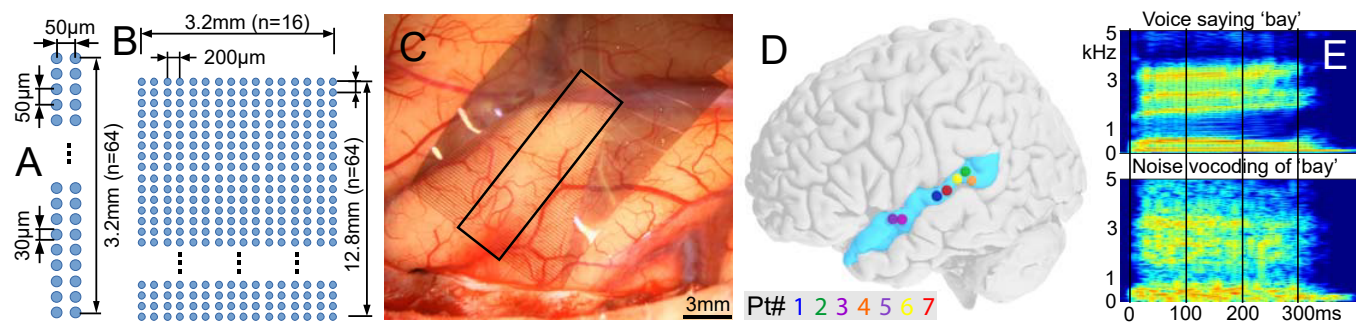 A
50µm
50µm
30µm
3.2mm (n=64)
B
3.2mm (n=16)
200µm
12.8mm (n=64)
C
3mm
D
Pt# 1 2 3 4 5 6 7
E
Voice saying 'bay'
5
kHz
3
1
0
Noise vocoding of 'bay'
5
3
1
0
0 100 200 300ms